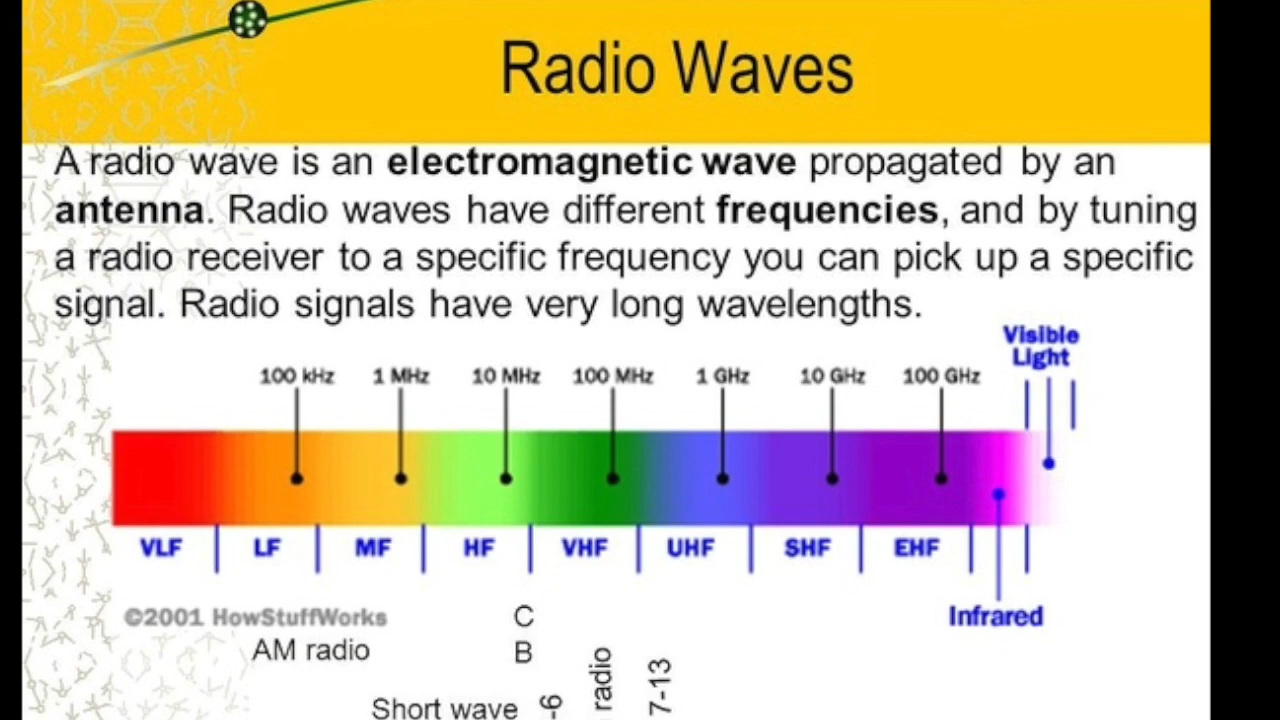 Radio Waves
A radio wave is an electromagnetic wave propagated by an
antenna. Radio waves have different frequencies, and by tuning
a radio receiver to a specific frequency you can pick up a specific
signal. Radio signals have very long wavelengths.
Visible
Light
100 kHz 1 MHz 10 MHz 100 MHz 1 GHz 10 GHz 100 GHz
VLF LF MF HF VHF UHF SHF EHF
Infrared
©2001 HowStuffWorks
C
B
AM radio
Short wave
-6
radio
7-13